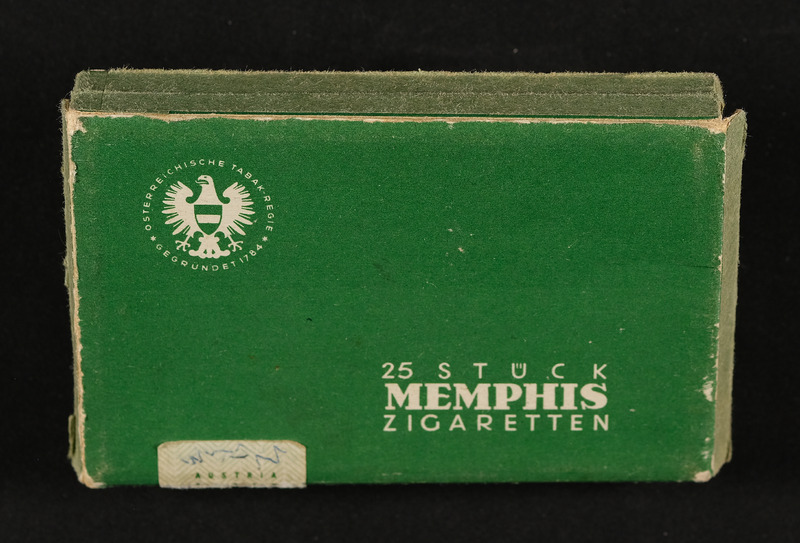 ÖSTERREICHISCHE TABAK-REGIE
* GEGRÜNDET 1784 *
25 STÜCK
MEMPHIS
ZIGARETTEN
AUSTRIA